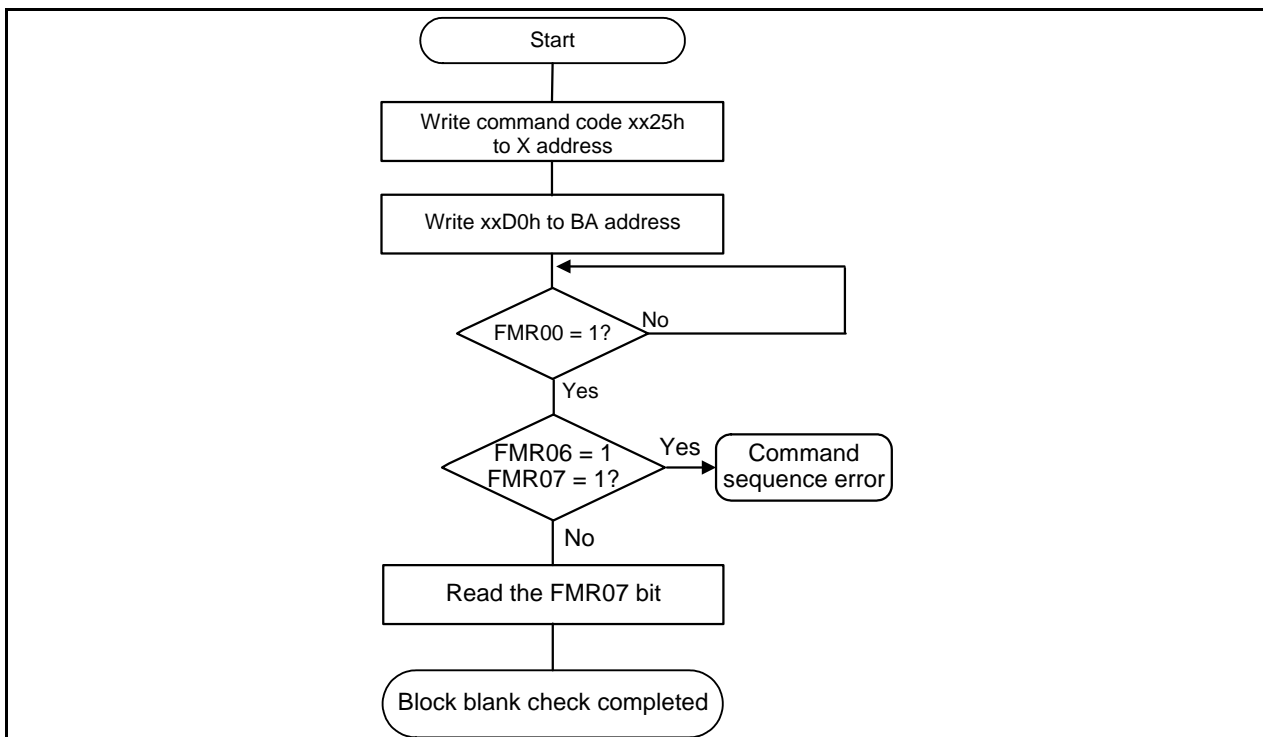 Start
Write command code xx25h
to X address
Write xxD0h to BA address
FMR00 = 1?
No
Yes
FMR06 = 1
FMR07 = 1?
Yes
Command
sequence error
No
Read the FMR07 bit
Block blank check completed